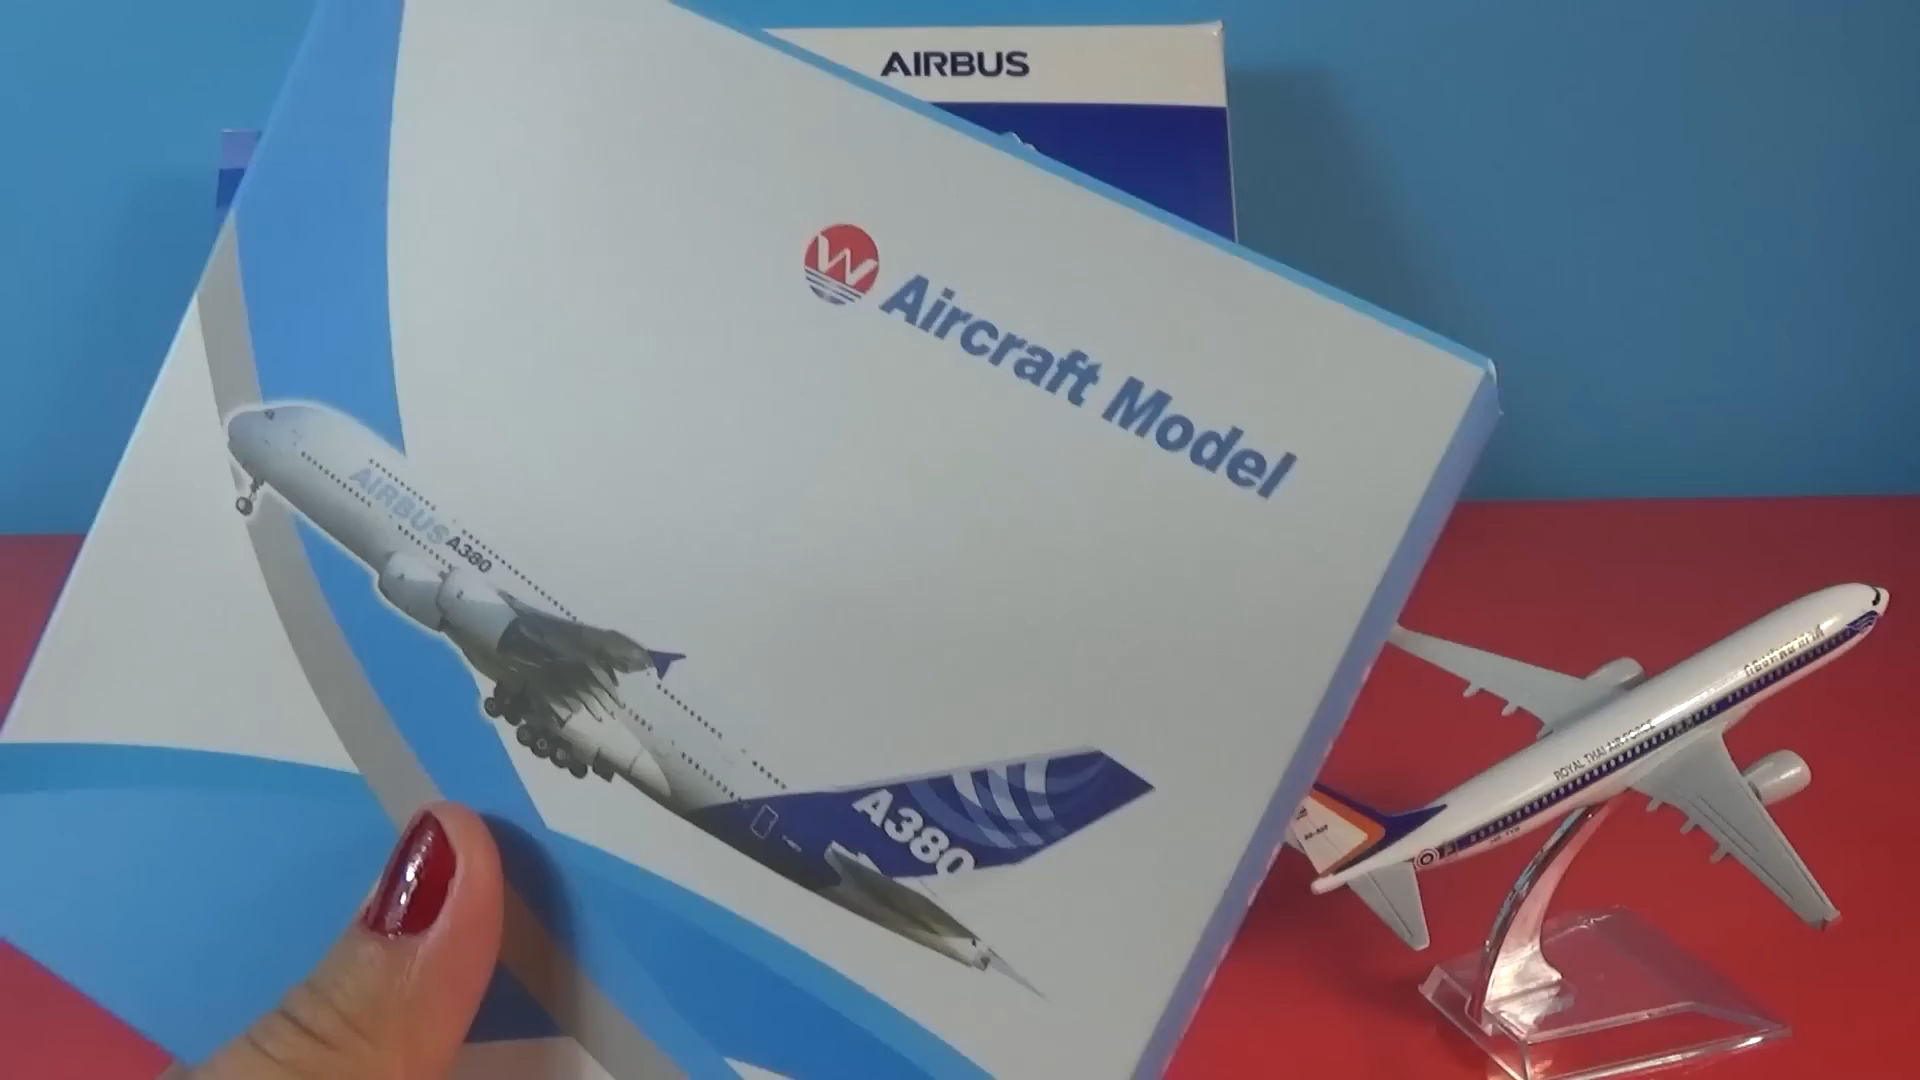 AIRBUS
W Aircraft Model
AIRBUS A380
A380
ROYAL THAI AIR FORCE